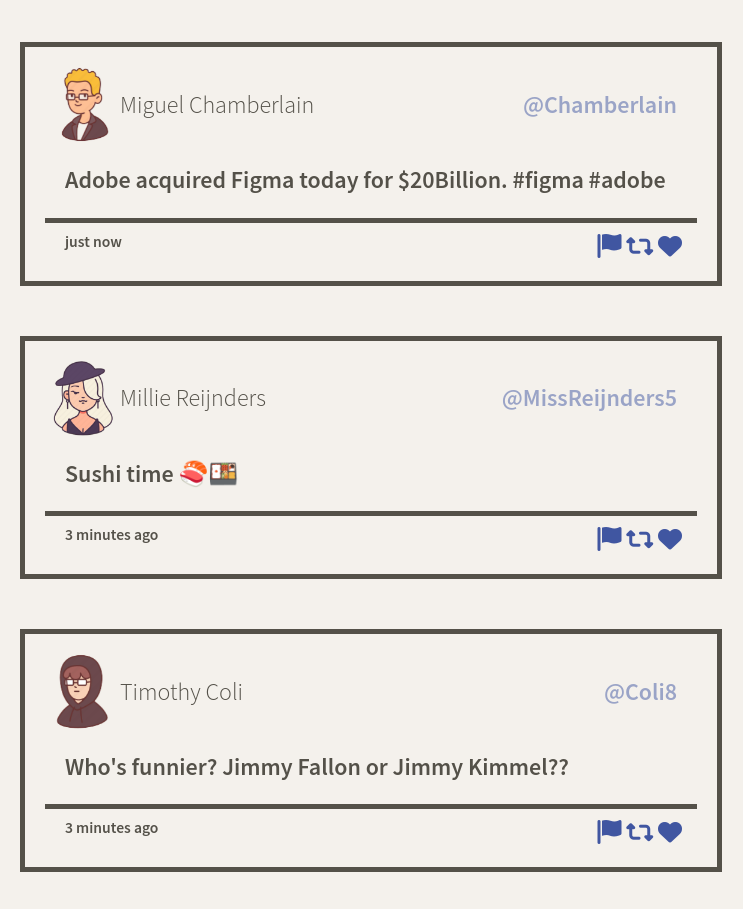 Miguel Chamberlain @Chamberlain
Adobe acquired Figma today for $20Billion. #figma #adobe
just now
Millie Reijnders @MissReijnders5
Sushi time 🍣🍱
3 minutes ago
Timothy Coli @Coli8
Who's funnier? Jimmy Fallon or Jimmy Kimmel??
3 minutes ago